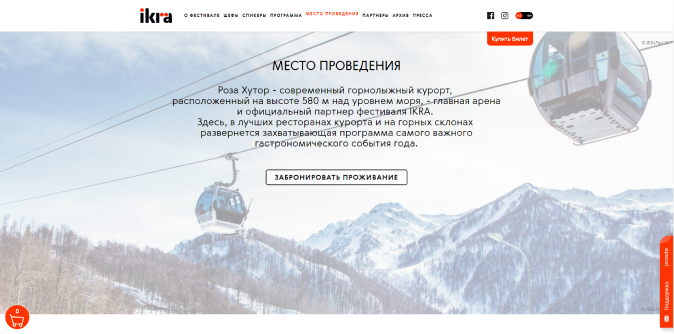 ikra
О ФЕСТИВАЛЕ ШЕФЫ СПИКЕРЫ ПРОГРАММА МЕСТО ПРОВЕДЕНИЯ ПАРТНЕРЫ АРХИВ ПРЕССА
Купить билет
МЕСТО ПРОВЕДЕНИЯ
Роза Хутор - современный горнолыжный курорт,
расположенный на высоте 580 м над уровнем моря, - главная арена
и официальный партнер фестиваля IKRA.
Здесь, в лучших ресторанах курорта и на горных склонах
развернется захватывающая программа самого важного
гастрономического события года.
ЗАБРОНИРОВАТЬ ПРОЖИВАНИЕ
Поддержка
0